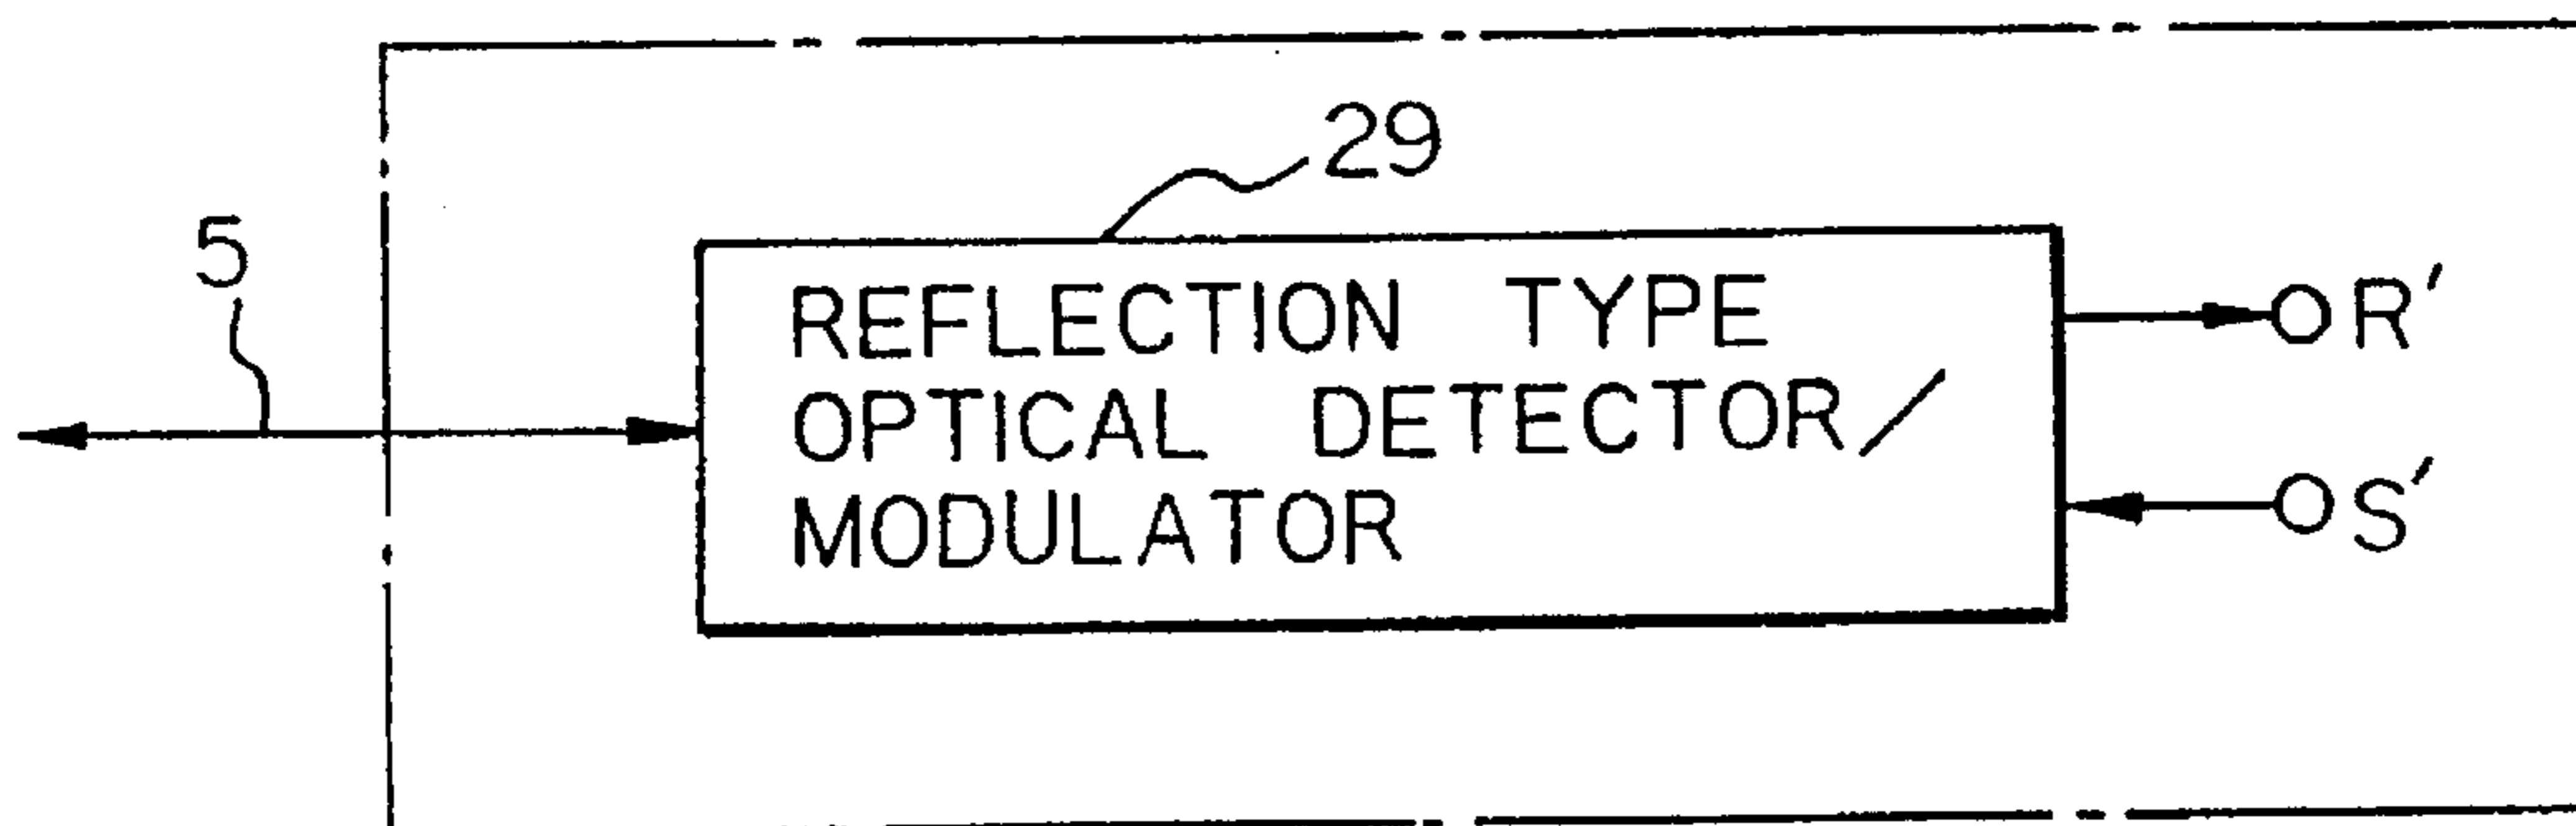 29
5
REFLECTION TYPE
OPTICAL DETECTOR/
MODULATOR
R'
S'